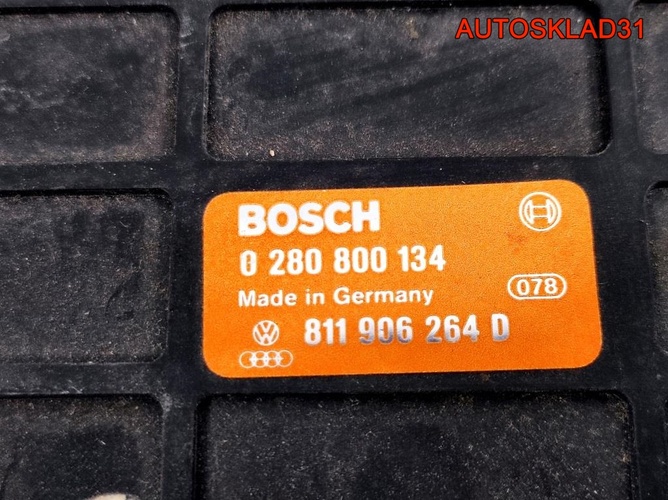 AUTOSKLAD31
BOSCH
0 280 800 134
Made in Germany
078
811 906 264 D